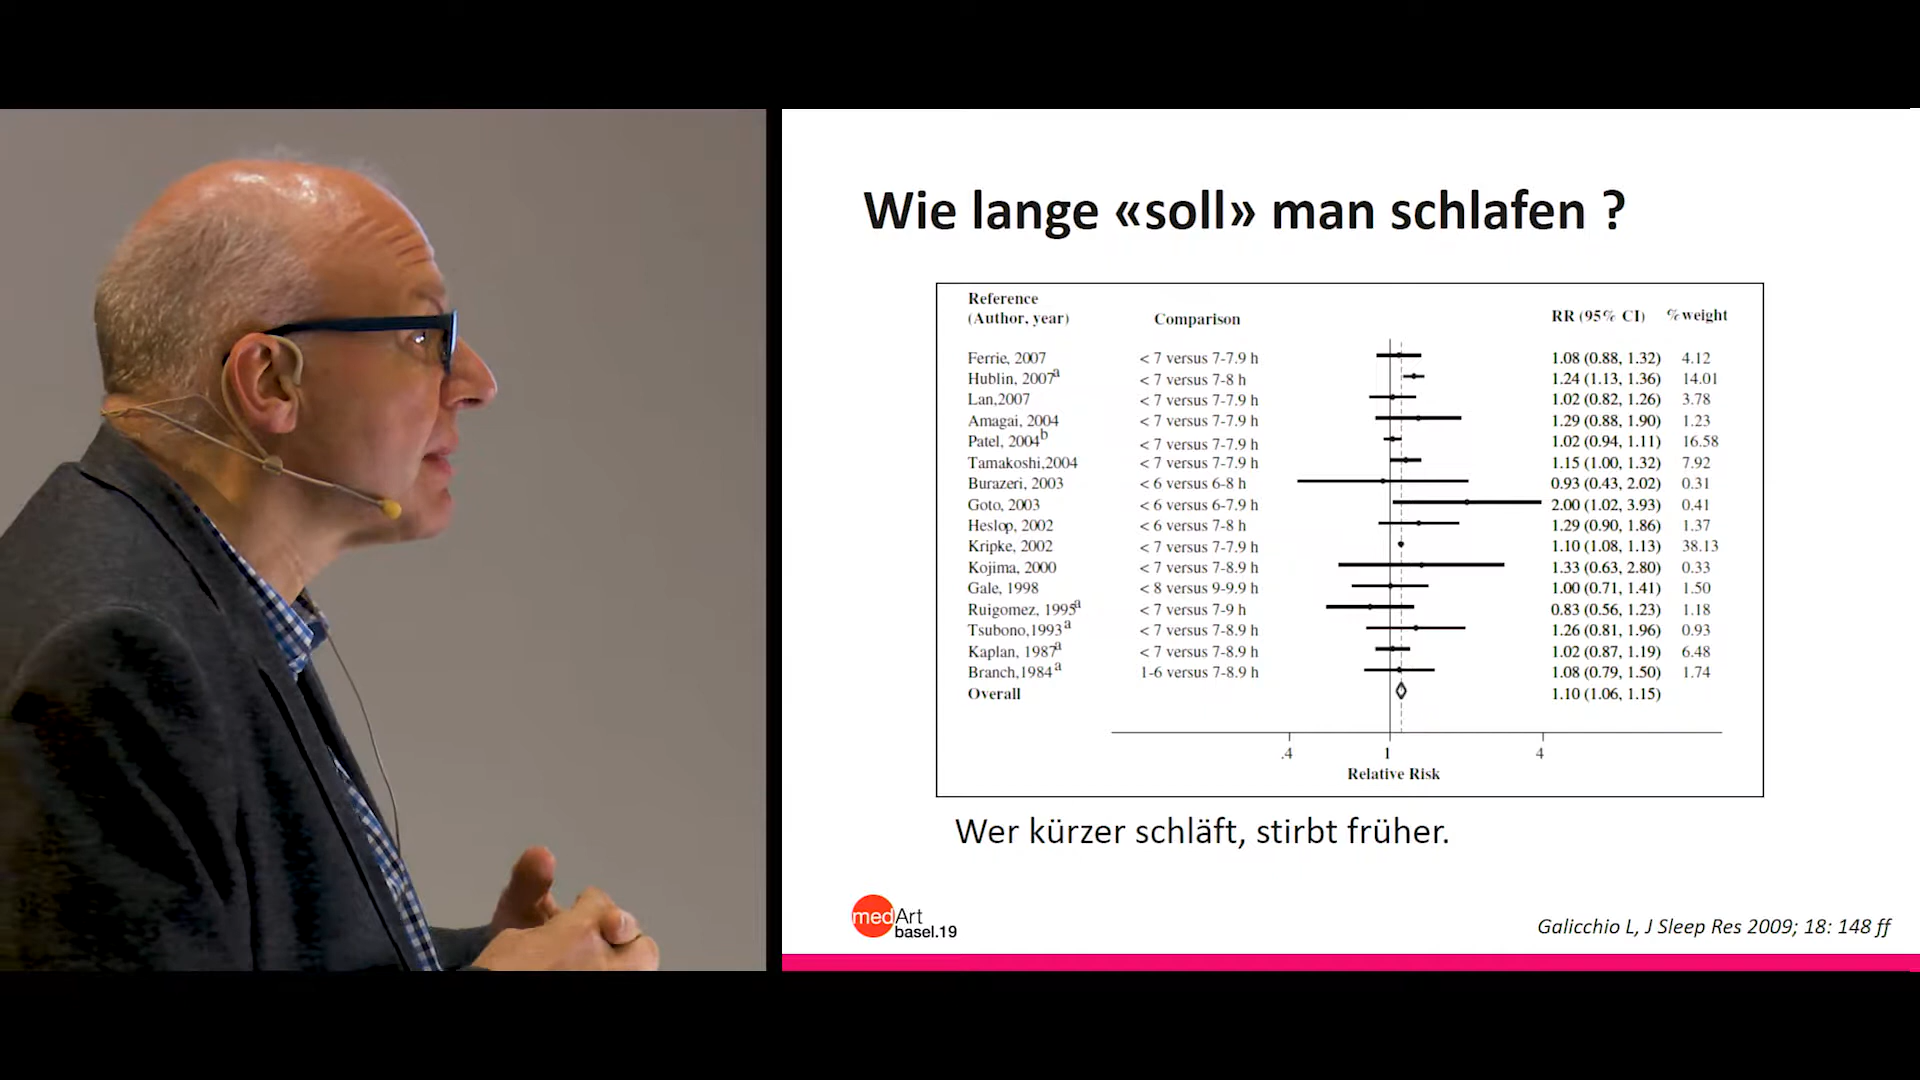 Wie lange «soll» man schlafen ?
Reference
(Author, year) Comparison RR (95% CI) %weight
Ferrie, 2007 < 7 versus 7-7.9 h 1.08 (0.88, 1.32) 4.12
Hublin, 2007a < 7 versus 7-8 h 1.24 (1.13, 1.36) 14.01
Lan,2007 < 7 versus 7-7.9 h 1.02 (0.82, 1.26) 3.78
Amagai, 2004 < 7 versus 7-7.9 h 1.29 (0.88, 1.90) 1.23
Patel, 2004b < 7 versus 7-7.9 h 1.02 (0.94, 1.11) 16.58
Tamakoshi,2004 < 7 versus 7-7.9 h 1.15 (1.00, 1.32) 7.92
Burazeri, 2003 < 6 versus 6-8 h 0.93 (0.43, 2.02) 0.31
Goto, 2003 < 6 versus 6-7.9 h 2.00 (1.02, 3.93) 0.41
Heslop, 2002 < 6 versus 7-8 h 1.29 (0.90, 1.86) 1.37
Kripke, 2002 < 7 versus 7-7.9 h 1.10 (1.08, 1.13) 38.13
Kojima, 2000 < 7 versus 7-8.9 h 1.33 (0.63, 2.80) 0.33
Gale, 1998 < 8 versus 9-9.9 h 1.00 (0.71, 1.41) 1.50
Ruigomez, 1995a < 7 versus 7-9 h 0.83 (0.56, 1.23) 1.18
Tsubono,1993a < 7 versus 7-8.9 h 1.26 (0.81, 1.96) 0.93
Kaplan, 1987a < 7 versus 7-8.9 h 1.02 (0.87, 1.19) 6.48
Branch,1984a 1-6 versus 7-8.9 h 1.08 (0.79, 1.50) 1.74
Overall 1.10 (1.06, 1.15)
.4 1 4
Relative Risk
Wer kürzer schläft, stirbt früher.
medArt
basel.19
Galicchio L, J Sleep Res 2009; 18: 148 ff